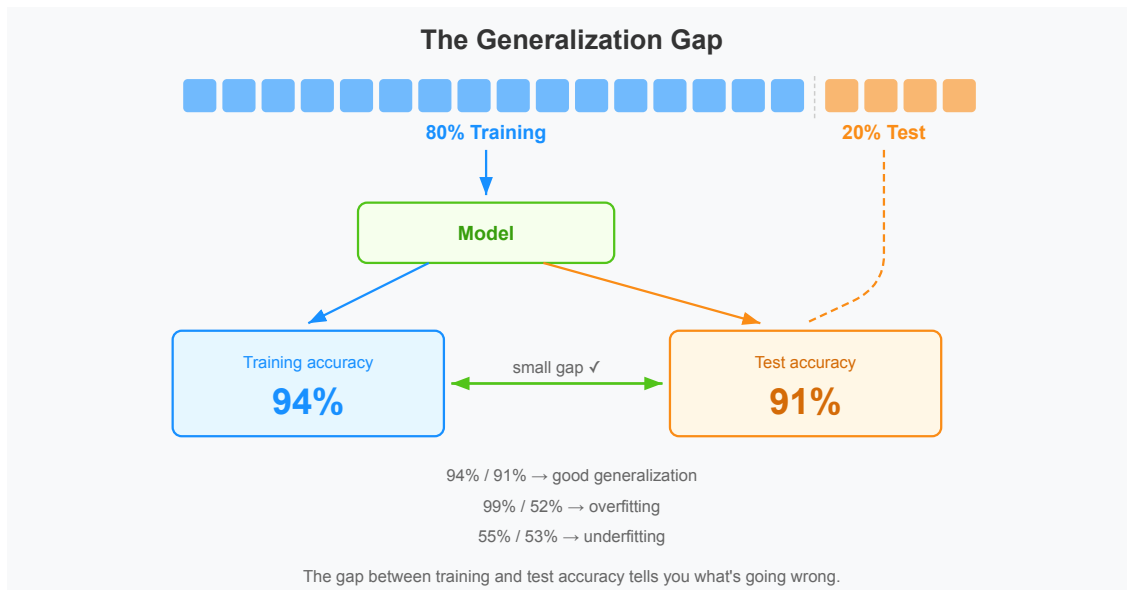 The Generalization Gap
80% Training
20% Test
Model
Training accuracy
94%
small gap ✓
Test accuracy
91%
94% / 91% → good generalization
99% / 52% → overfitting
55% / 53% → underfitting
The gap between training and test accuracy tells you what's going wrong.